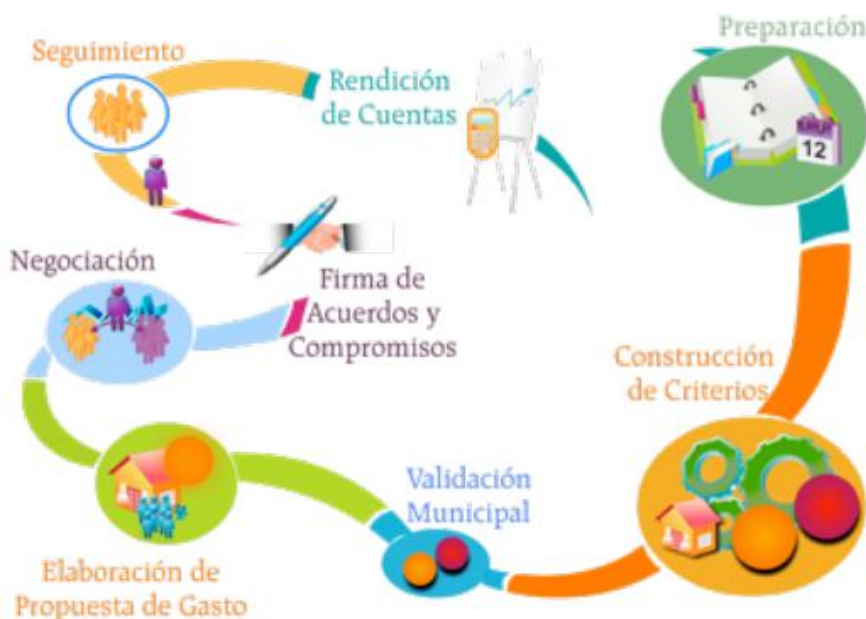 Seguimiento
Rendición
de Cuentas
Preparación
12
Negociación
Firma de
Acuerdos y
Compromisos
Construcción
de Criterios
Validación
Municipal
Elaboración de
Propuesta de Gasto